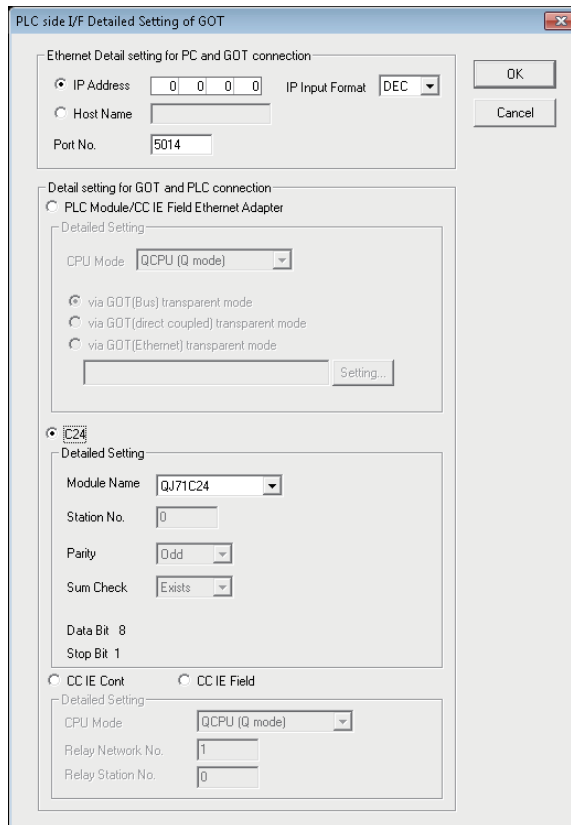 PLC side I/F Detailed Setting of GOT
Ethernet Detail setting for PC and GOT connection
IP Address 0 0 0 0 IP Input Format DEC
OK
Host Name
Cancel
Port No. 5014
Detail setting for GOT and PLC connection
PLC Module/CC IE Field Ethernet Adapter
Detailed Setting
CPU Mode QCPU (Q mode)
via GOT(Bus) transparent mode
via GOT(direct coupled) transparent mode
via GOT(Ethernet) transparent mode
Setting...
C24
Detailed Setting
Module Name QJ71C24
Station No. 0
Parity Odd
Sum Check Exists
Data Bit 8
Stop Bit 1
CC IE Cont CC IE Field
Detailed Setting
CPU Mode QCPU (Q mode)
Relay Network No. 1
Relay Station No. 0